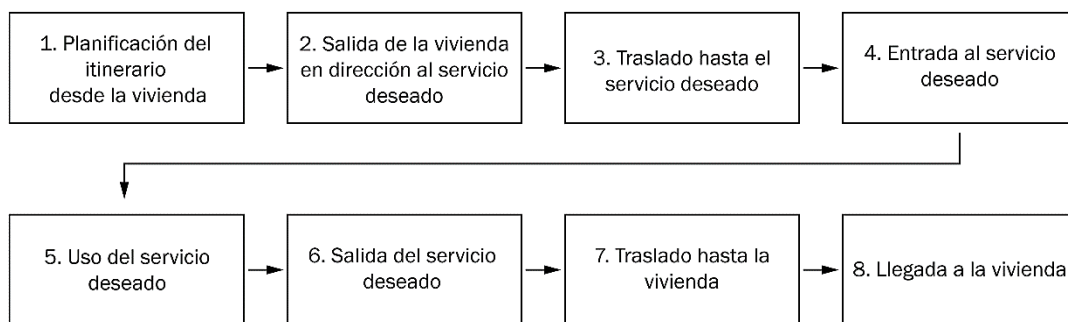 1. Planificación del
itinerario
desde la vivienda
2. Salida de la vivienda
en dirección al servicio
deseado
3. Traslado hasta el
servicio deseado
4. Entrada al servicio
deseado
5. Uso del servicio
deseado
6. Salida del servicio
deseado
7. Traslado hasta la
vivienda
8. Llegada a la vivienda